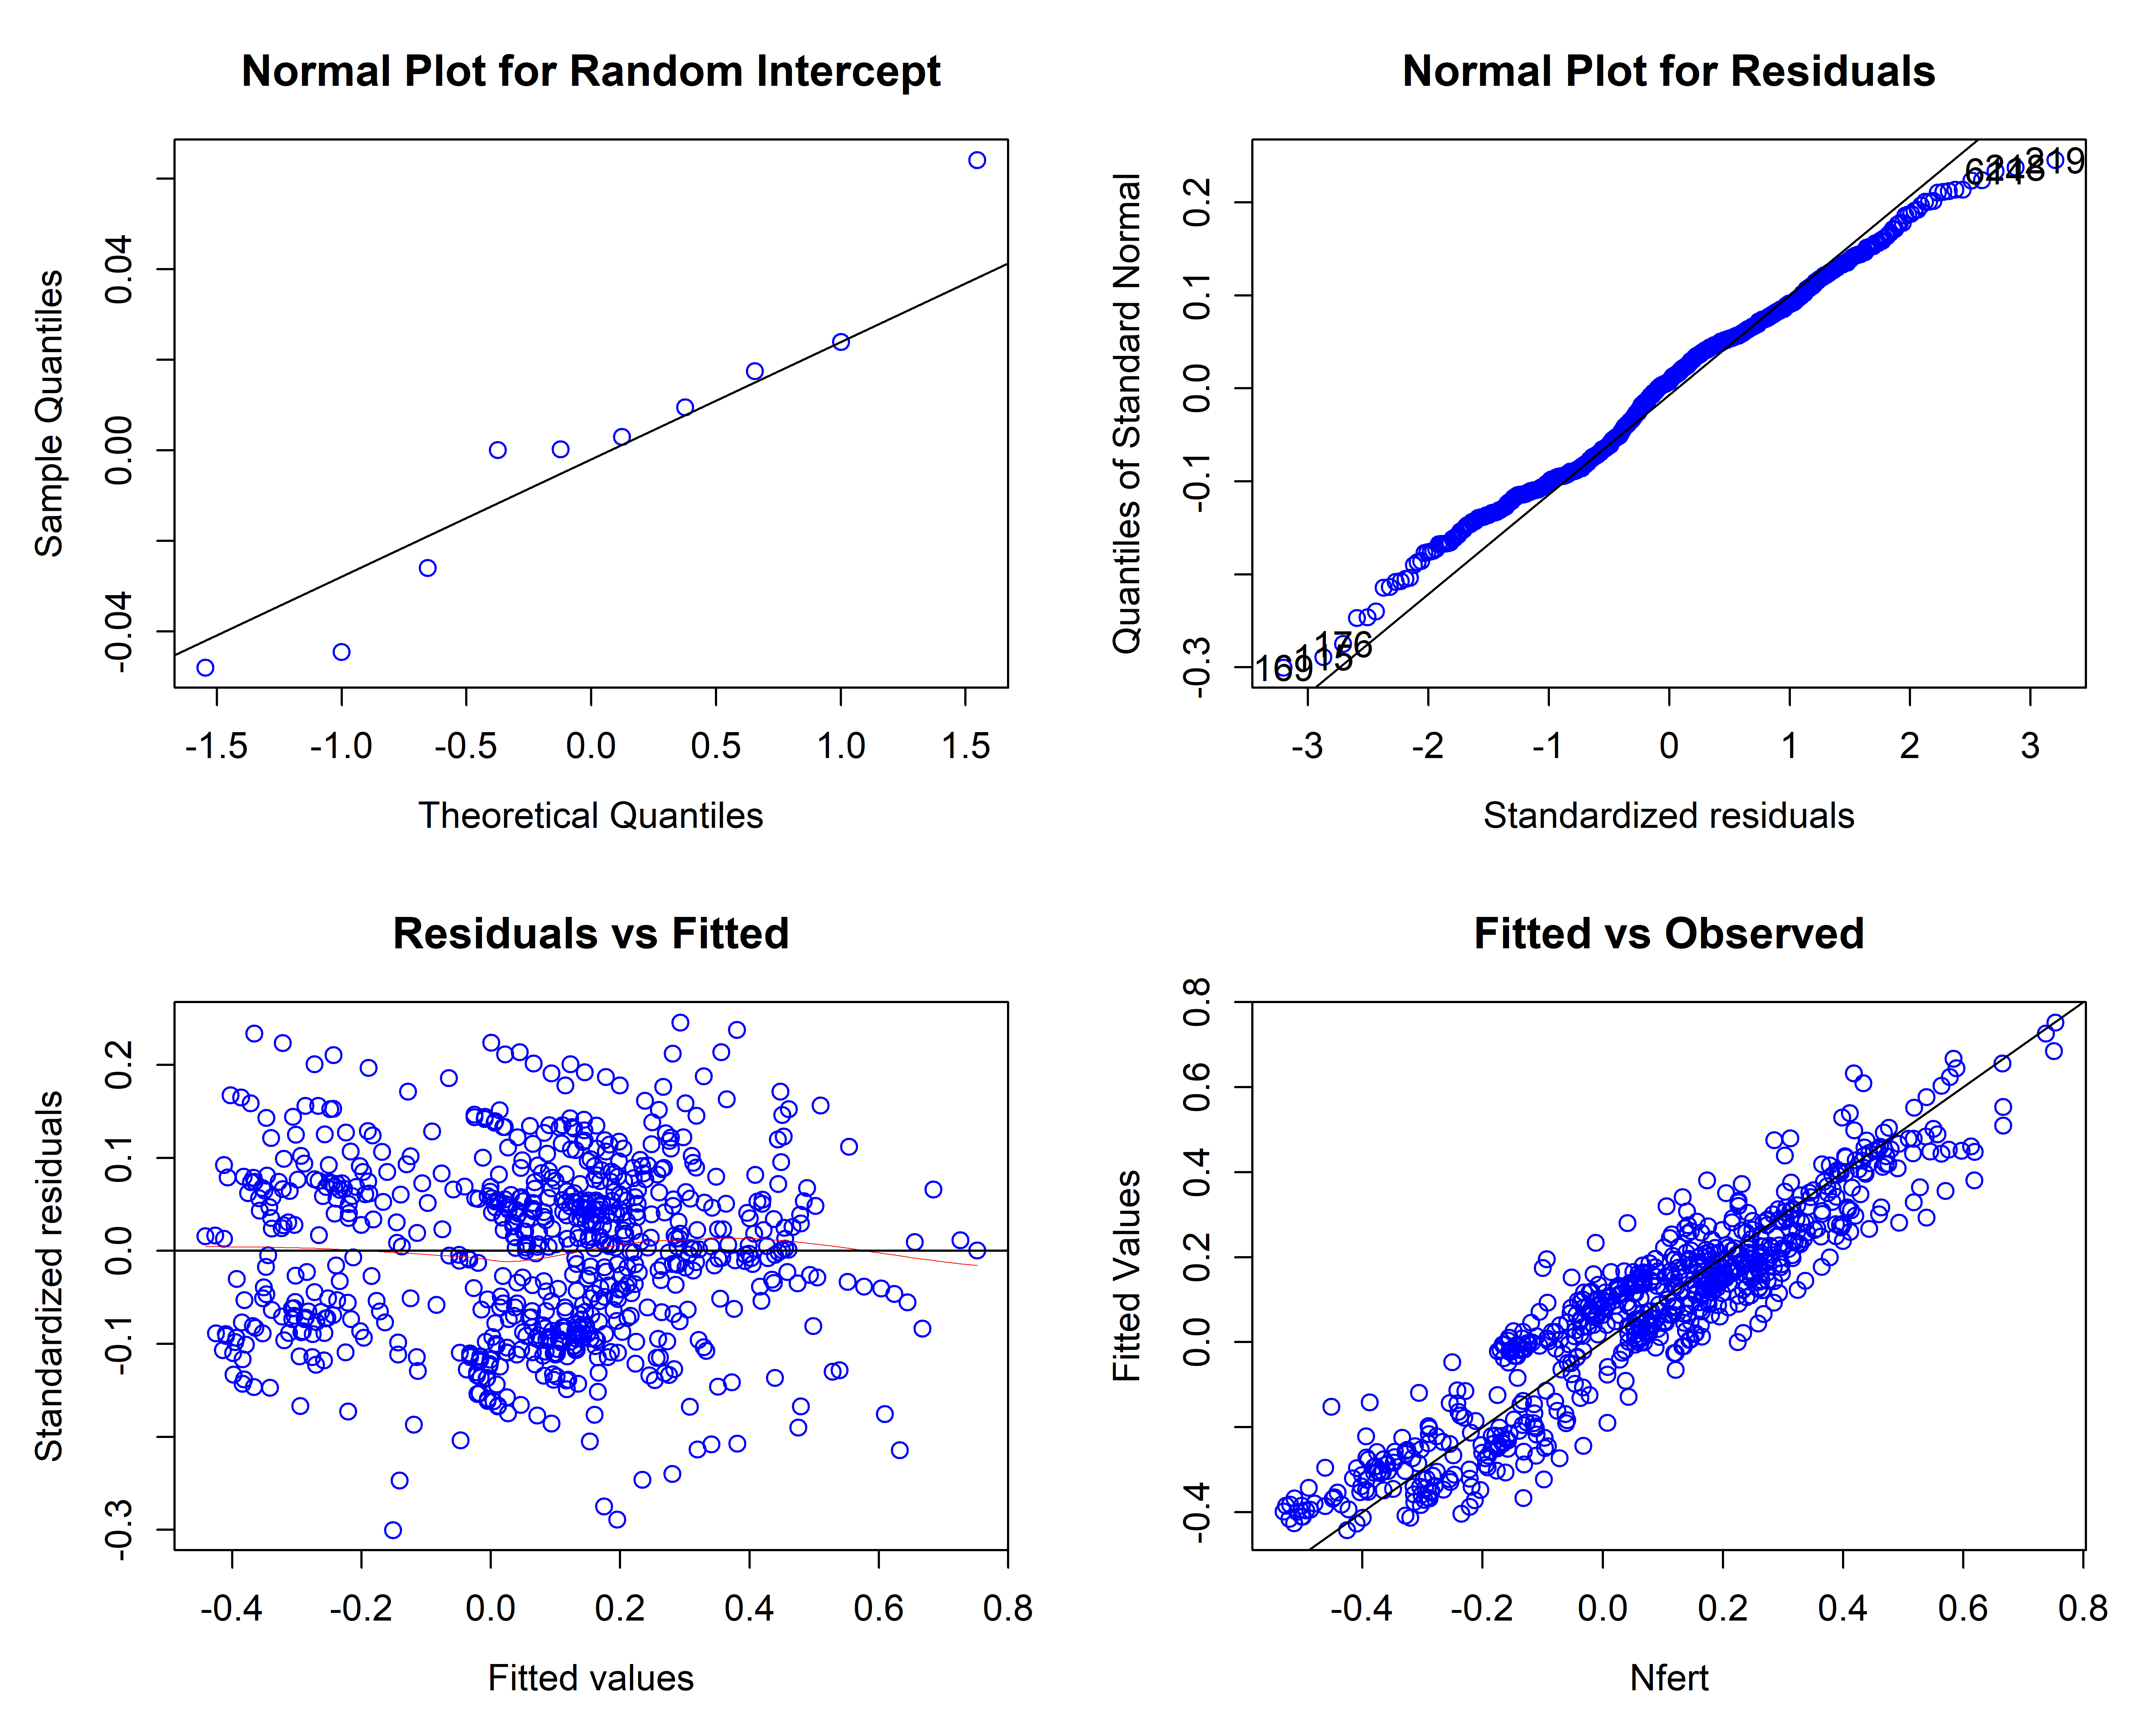 Normal Plot for Random Intercept
Sample Quantiles
0.04
0.00
-0.04
-1.5 -1.0 -0.5 0.0 0.5 1.0 1.5
Theoretical Quantiles
Normal Plot for Residuals
Quantiles of Standard Normal
0.2
0.1
0.0
-0.1
-0.3
219
169
176
-3 -2 -1 0 1 2 3
Standardized residuals
Residuals vs Fitted
Standardized residuals
0.2
0.1
0.0
-0.1
-0.3
-0.4 -0.2 0.0 0.2 0.4 0.6 0.8
Fitted values
Fitted vs Observed
Fitted Values
0.8
0.6
0.4
0.2
0.0
-0.4
-0.4 -0.2 0.0 0.2 0.4 0.6 0.8
Nfert